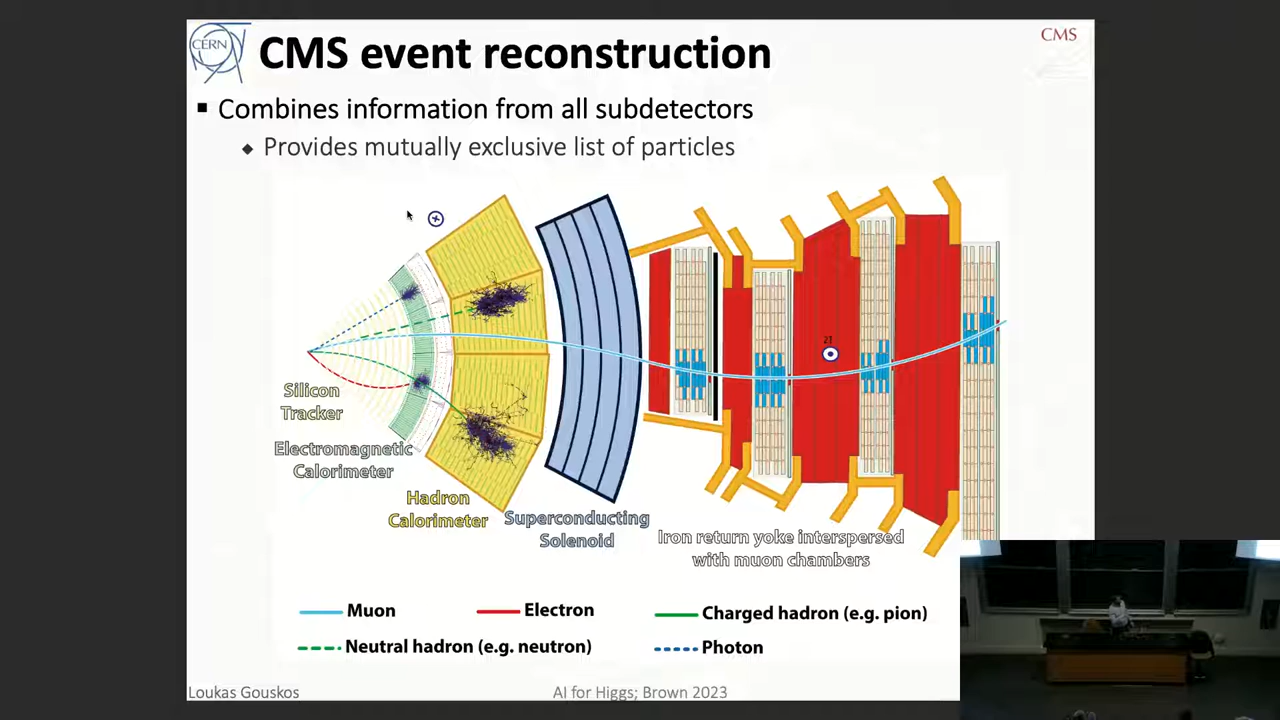 CERN
CMS event reconstruction
CMS
Combines information from all subdetectors
Provides mutually exclusive list of particles
2T
Silicon
Tracker
Electromagnetic
Calorimeter
Hadron
Calorimeter
Superconducting
Solenoid
Iron return yoke interspersed
with muon chambers
Muon
Electron
Charged hadron (e.g. pion)
Neutral hadron (e.g. neutron)
Photon
Loukas Gouskos
AI for Higgs; Brown 2023